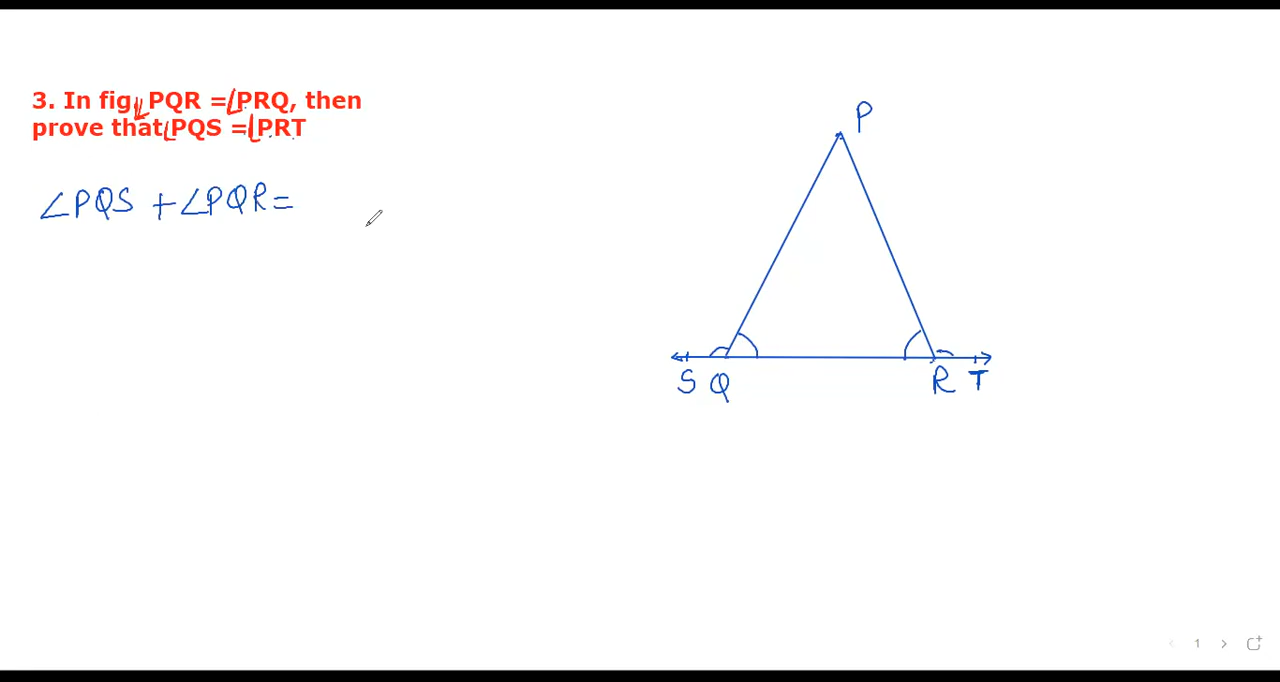 3. In fig, ∠PQR = ∠PRQ, then
prove that ∠PQS = ∠PRT
∠PQS + ∠PQR =
P
S Q R T
1